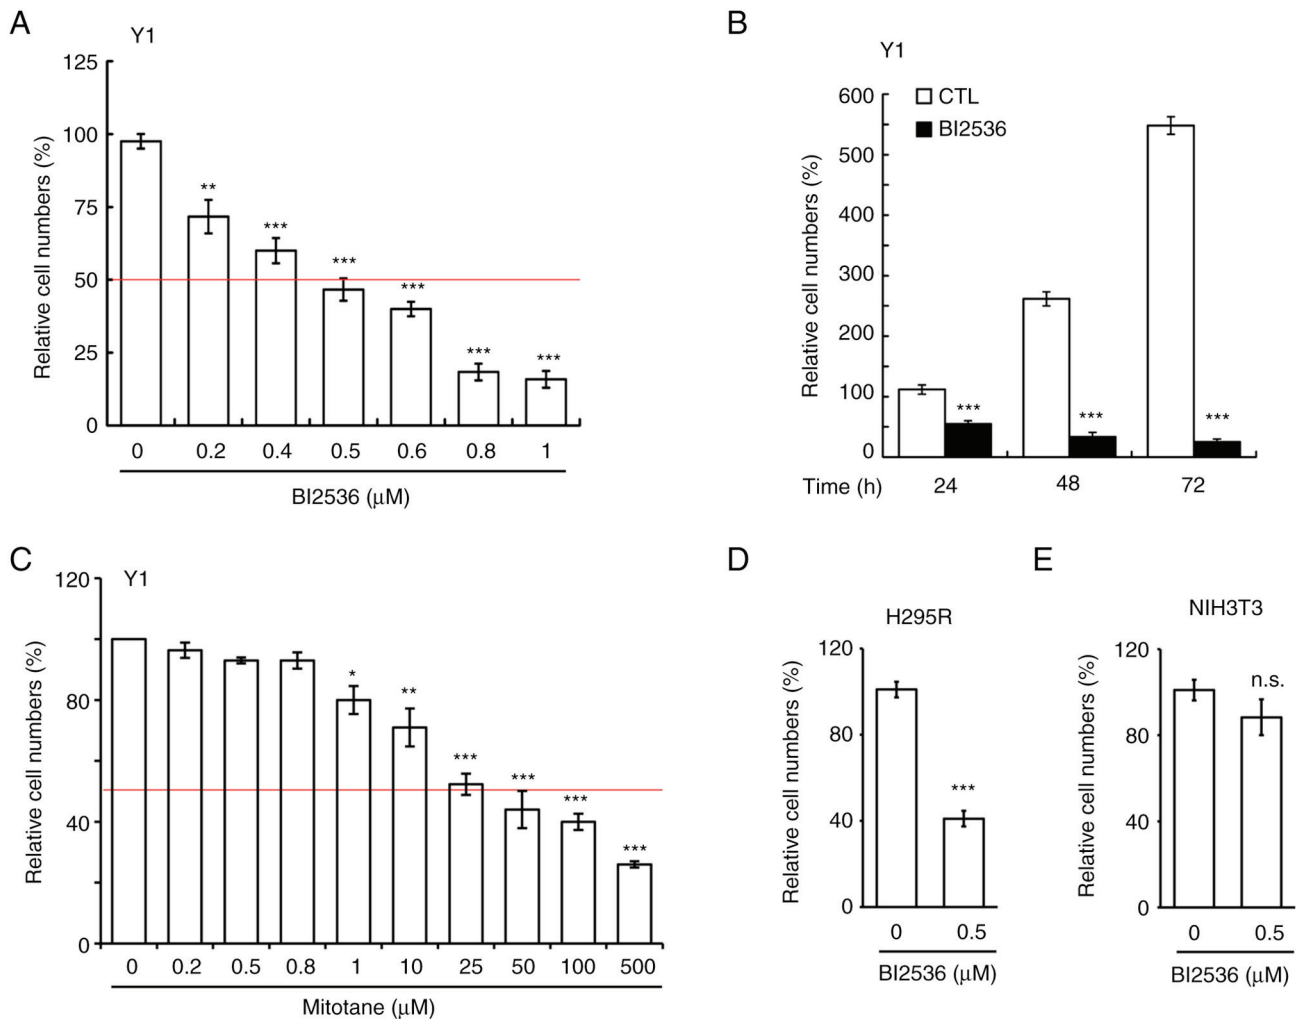 A
Y1
Relative cell numbers (%)
125
100
75
50
25
0
**
***
***
***
***
***
0 0.2 0.4 0.5 0.6 0.8 1
BI2536 (µM)
B
Y1
CTL
BI2536
Relative cell numbers (%)
600
500
400
300
200
100
0
***
***
***
Time (h) 24 48 72
C
Y1
Relative cell numbers (%)
120
80
40
0
*
**
***
***
***
***
0 0.2 0.5 0.8 1 10 25 50 100 500
Mitotane (µM)
D
H295R
Relative cell numbers (%)
120
80
40
0
***
0 0.5
BI2536 (µM)
E
NIH3T3
Relative cell numbers (%)
120
80
40
0
n.s.
0 0.5
BI2536 (µM)